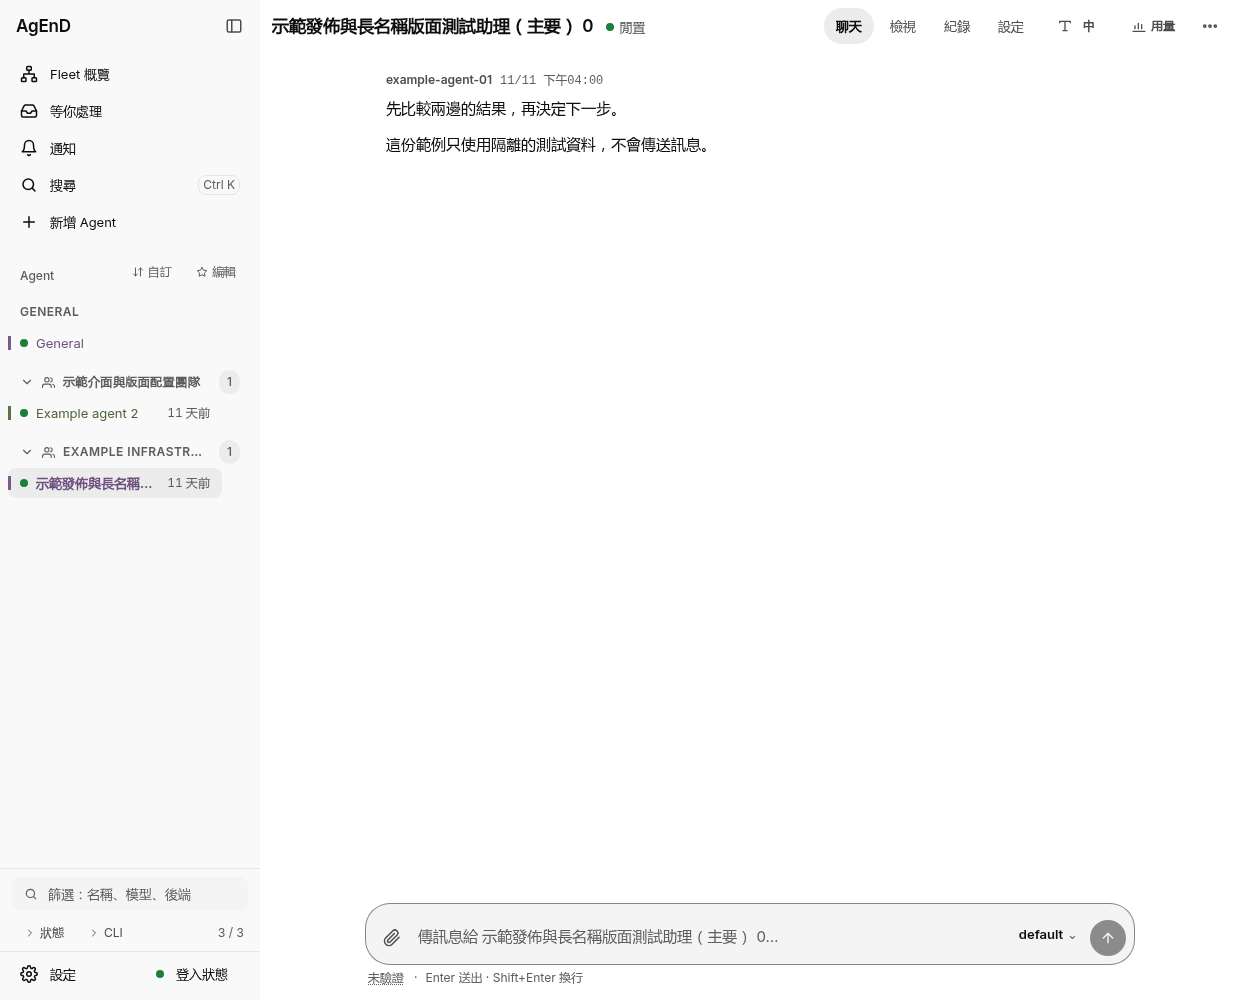 AgEnD
Fleet 概覽
等你處理
通知
搜尋 Ctrl K
新增 Agent
Agent 自訂 編輯
GENERAL
General
示範介面與版面配置團隊 1
Example agent 2 11 天前
EXAMPLE INFRASTR... 1
示範發佈與長名稱... 11 天前
篩選：名稱、模型、後端
狀態 CLI 3 / 3
設定 登入狀態
示範發佈與長名稱版面測試助理（主要） 0 閒置 聊天 檢視 紀錄 設定 中 用量 •••
example-agent-01 11/11 下午04:00
先比較兩邊的結果，再決定下一步。
這份範例只使用隔離的測試資料，不會傳送訊息。
傳訊息給 示範發佈與長名稱版面測試助理（主要） 0... default
未驗證 · Enter 送出 · Shift+Enter 換行